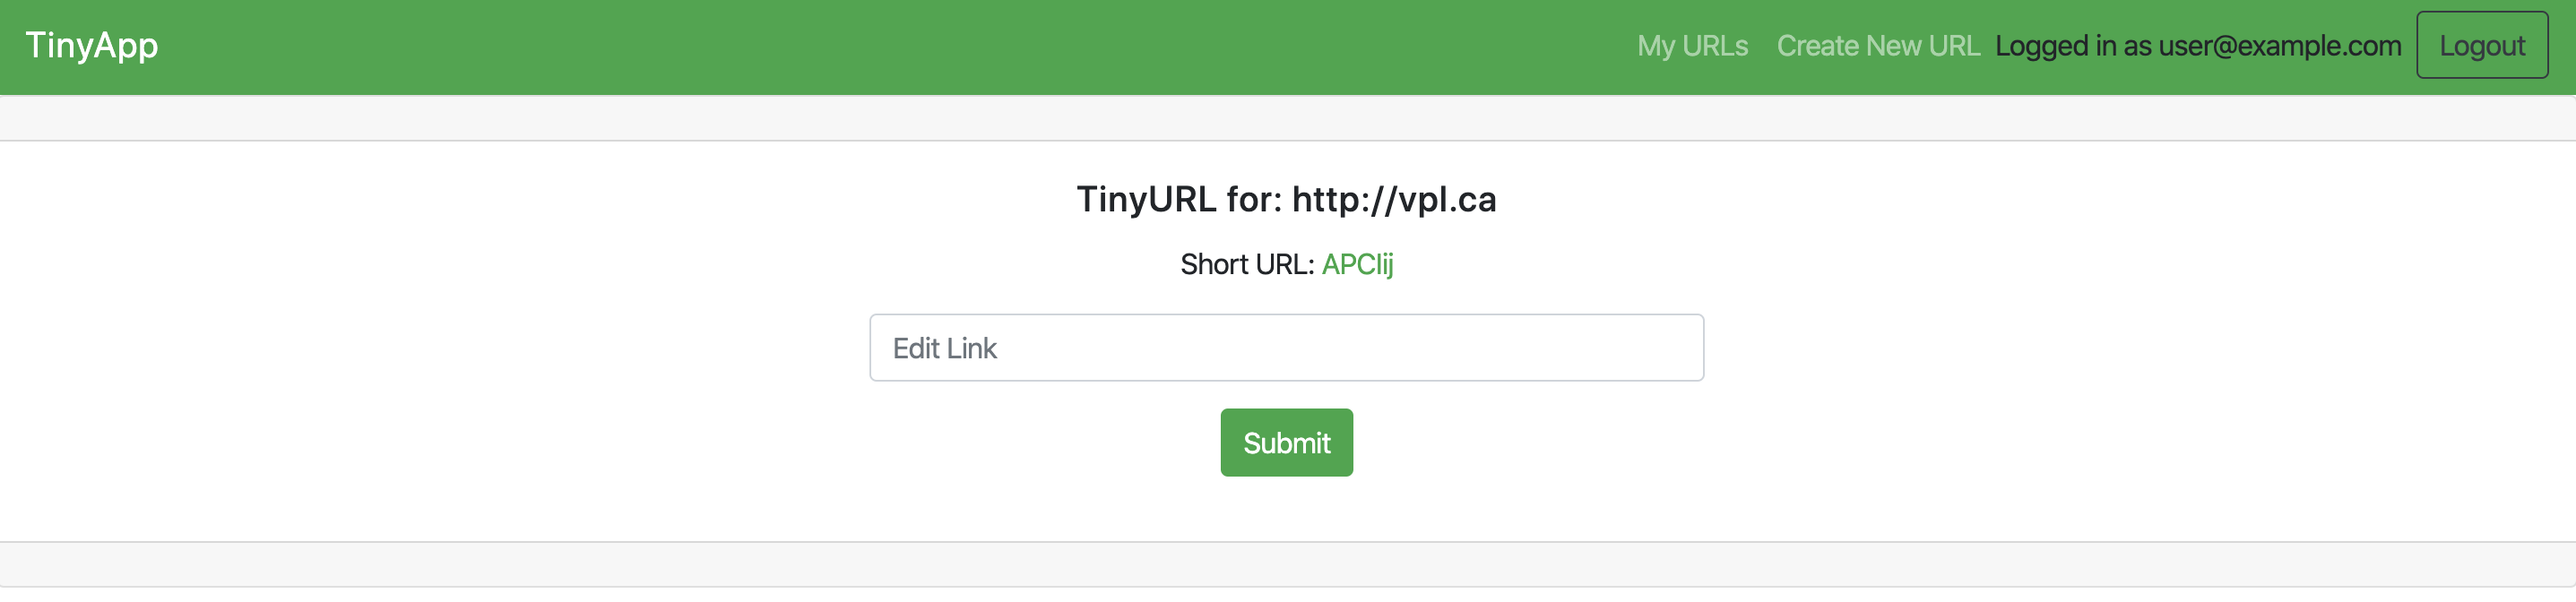 TinyApp My URLs Create New URL Logged in as user@example.com Logout
TinyURL for: http://vpl.ca
Short URL: APClij
Edit Link
Submit